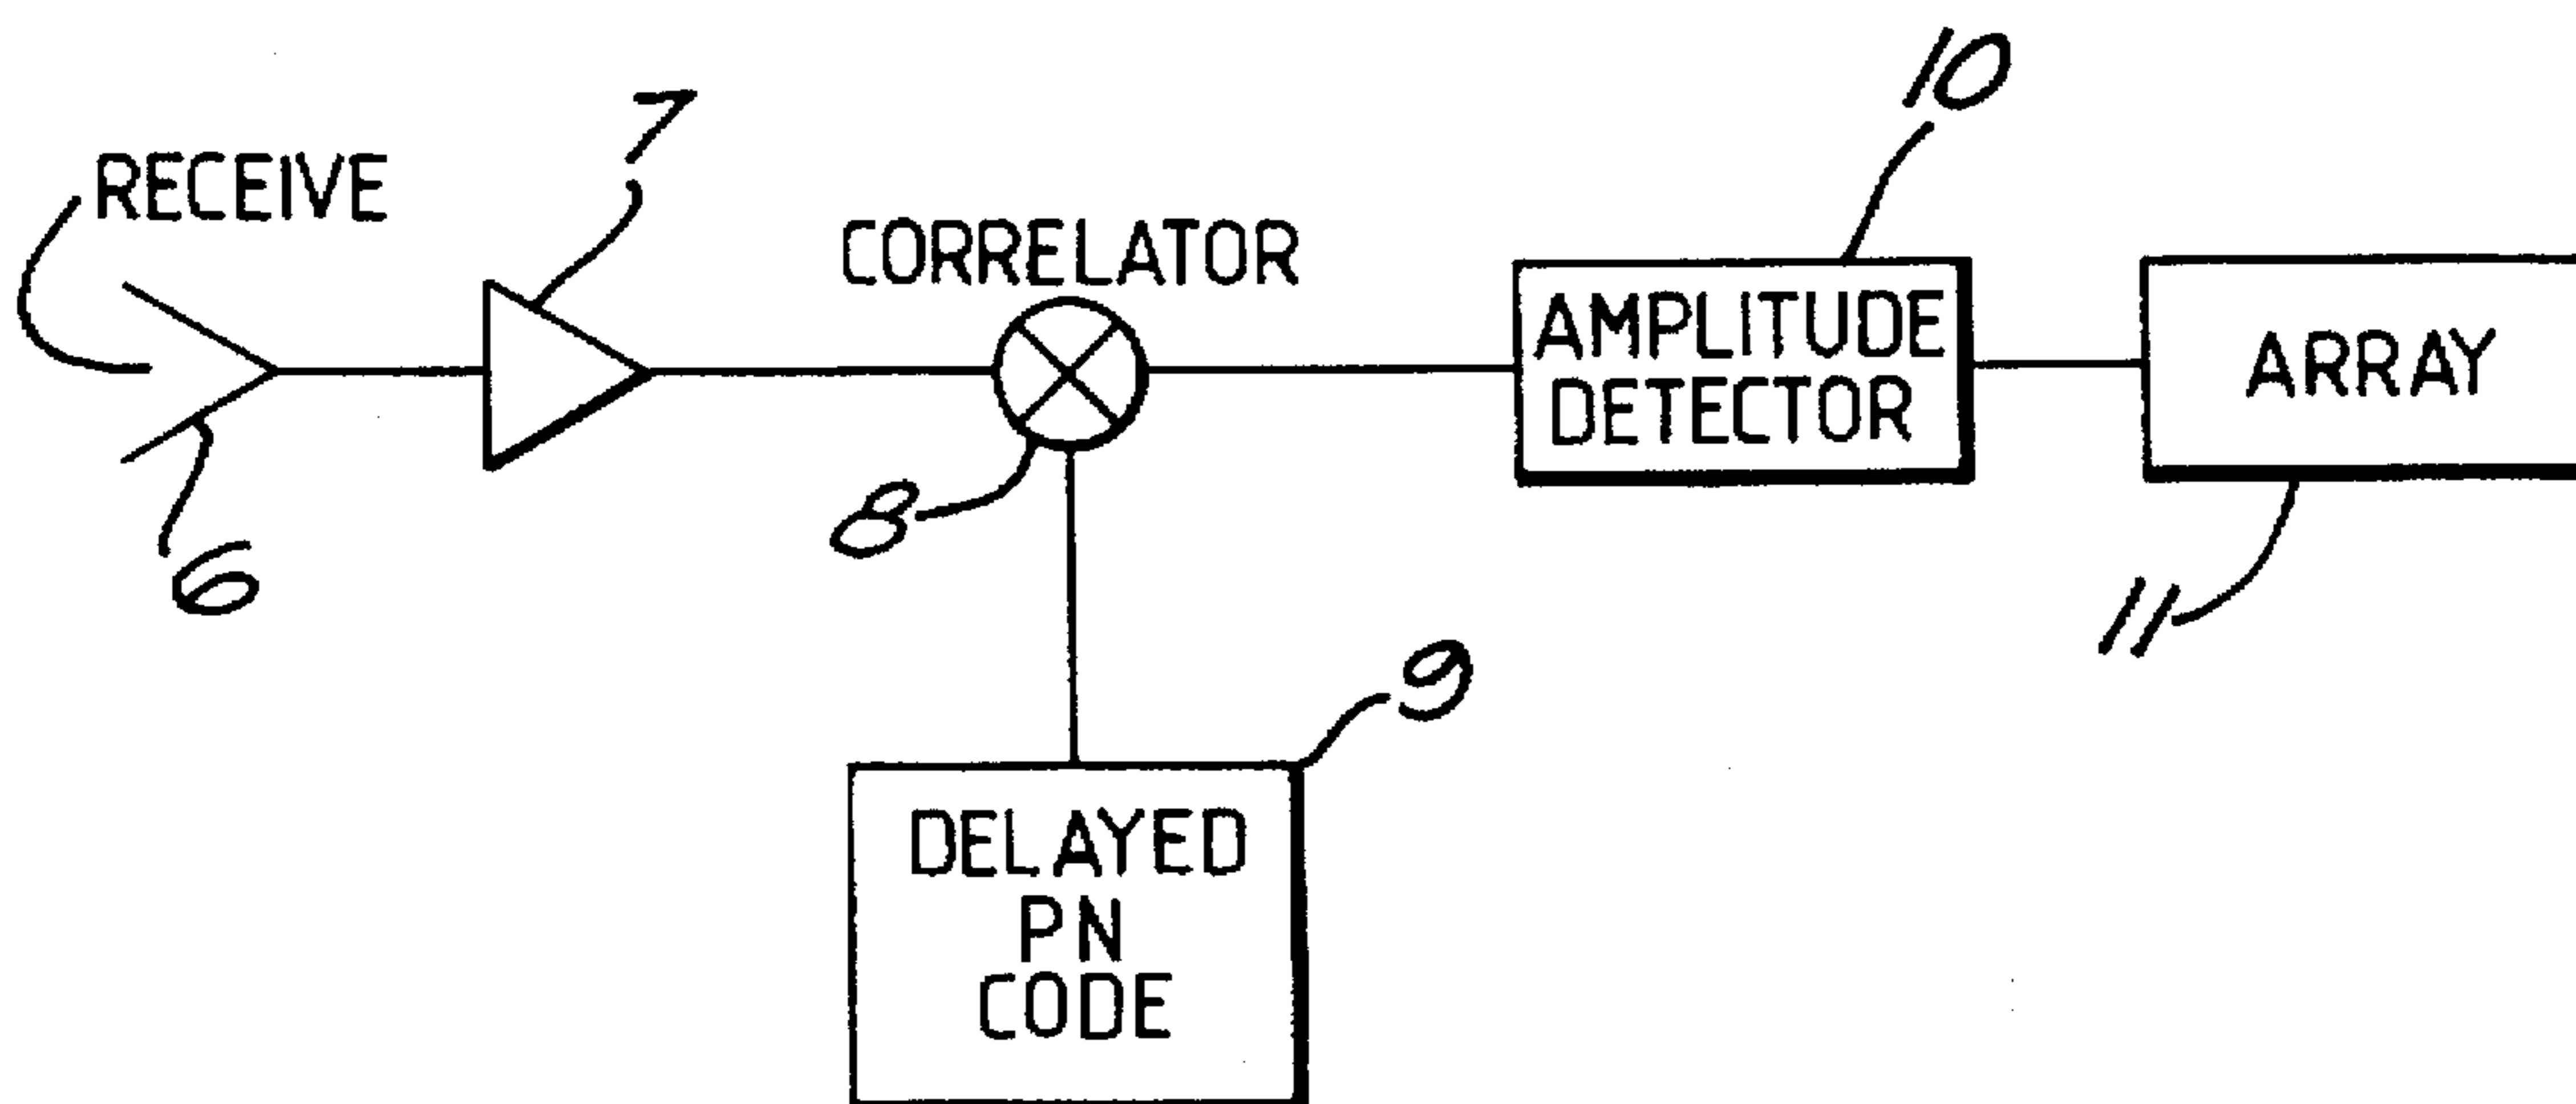 10
7
RECEIVE
CORRELATOR
AMPLITUDE
DETECTOR
ARRAY
8
6
11
9
DELAYED
PN
CODE